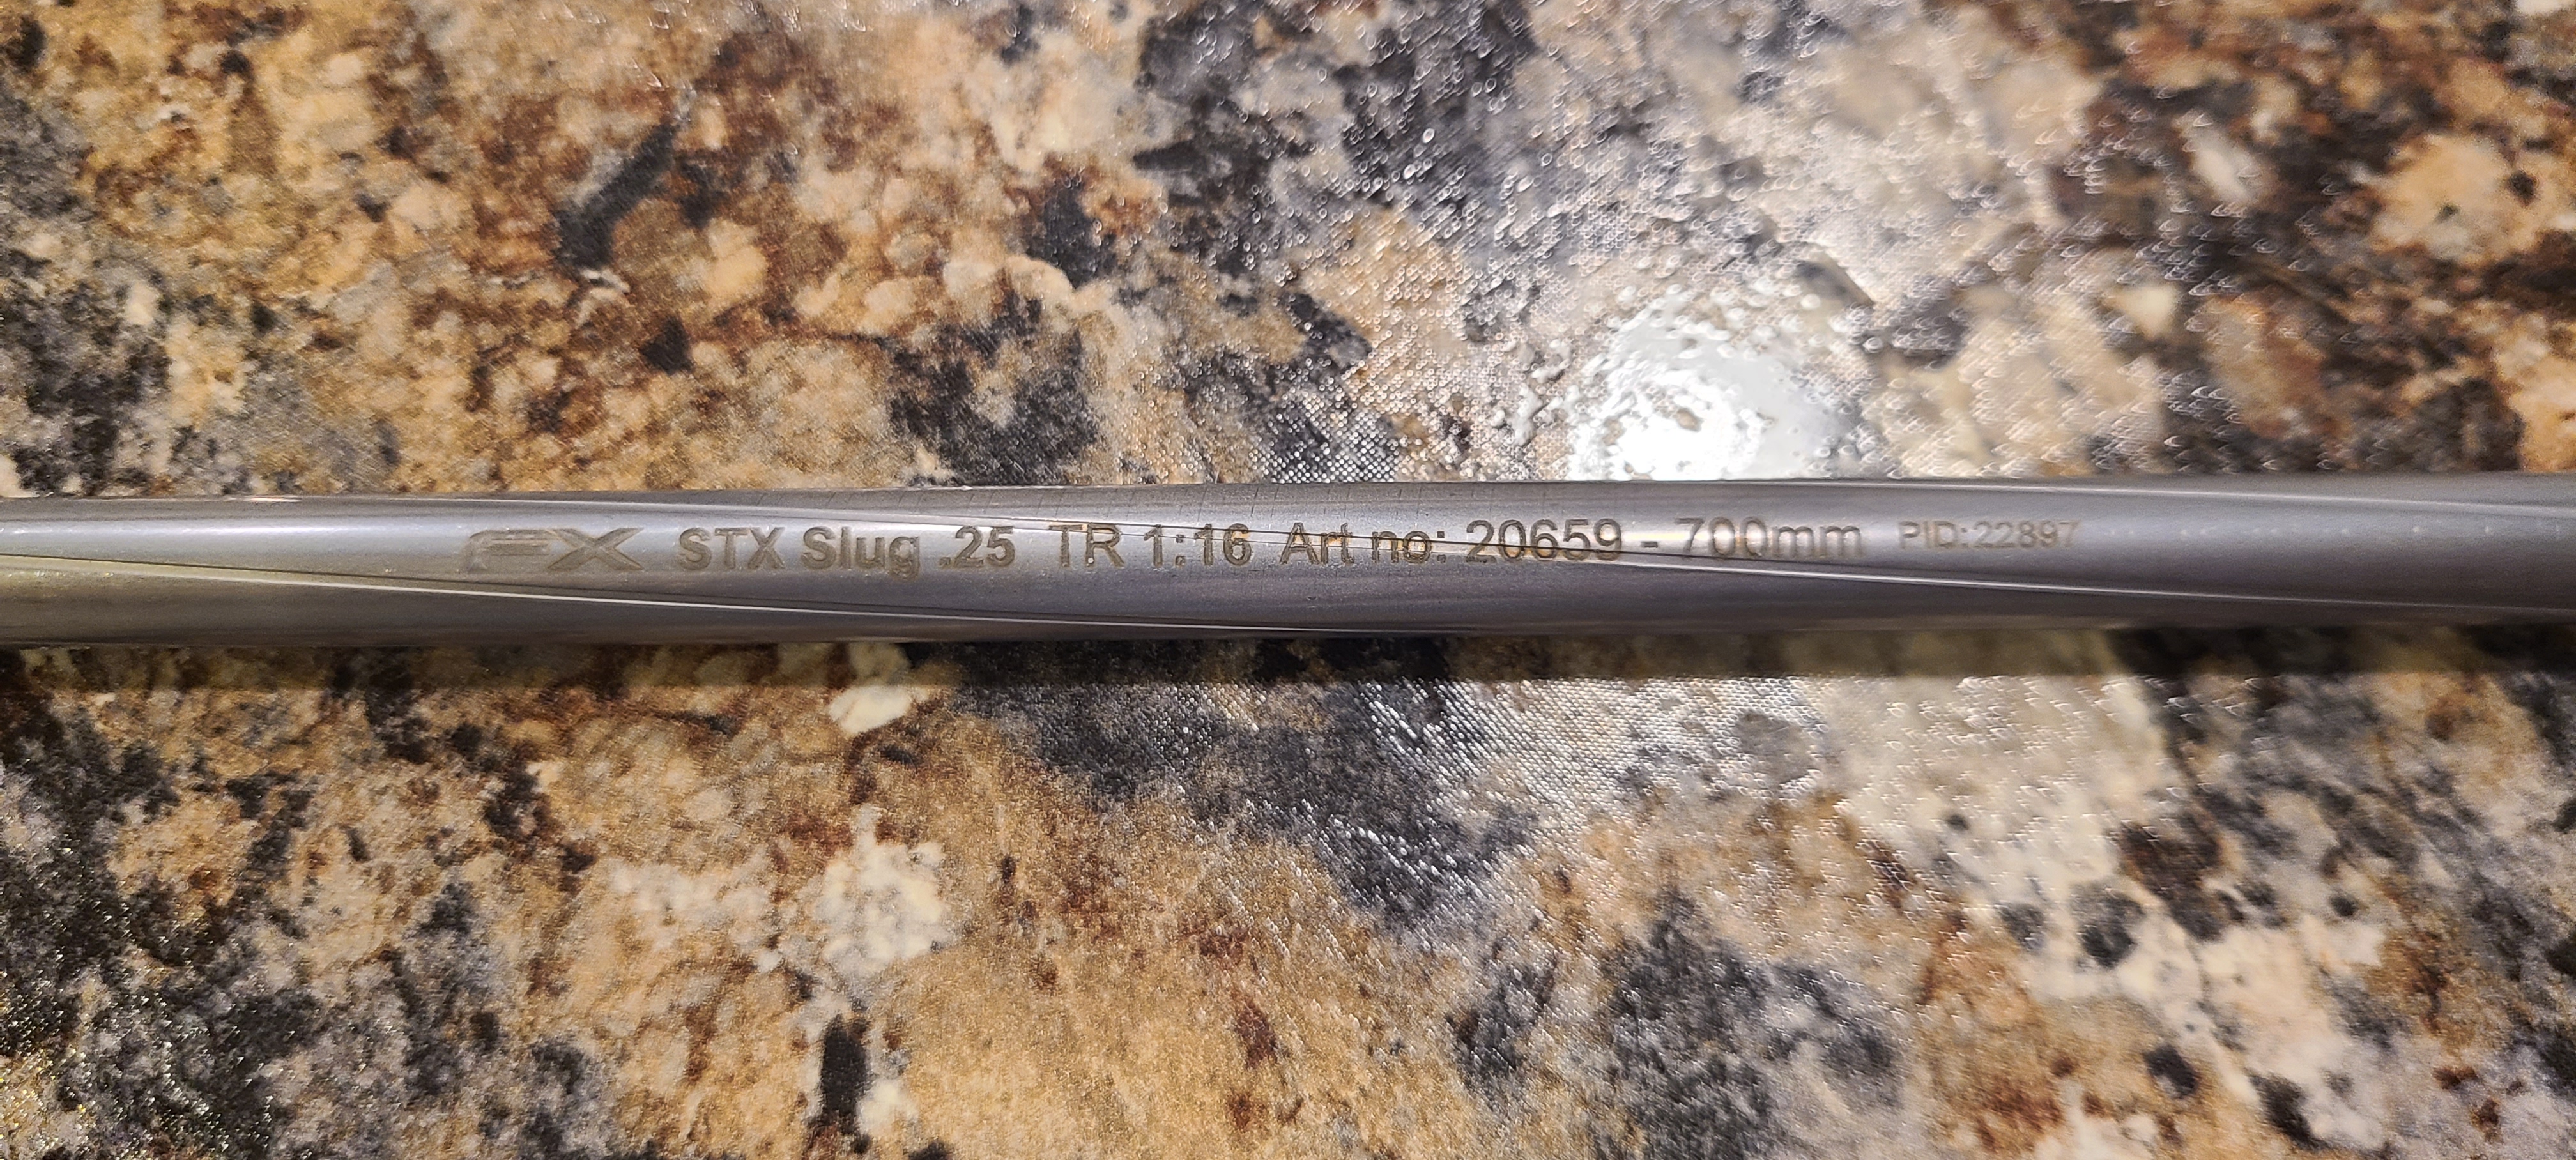 FX STX Slug .25 TR 1:16 Art no: 20659 - 700mm PID:22897